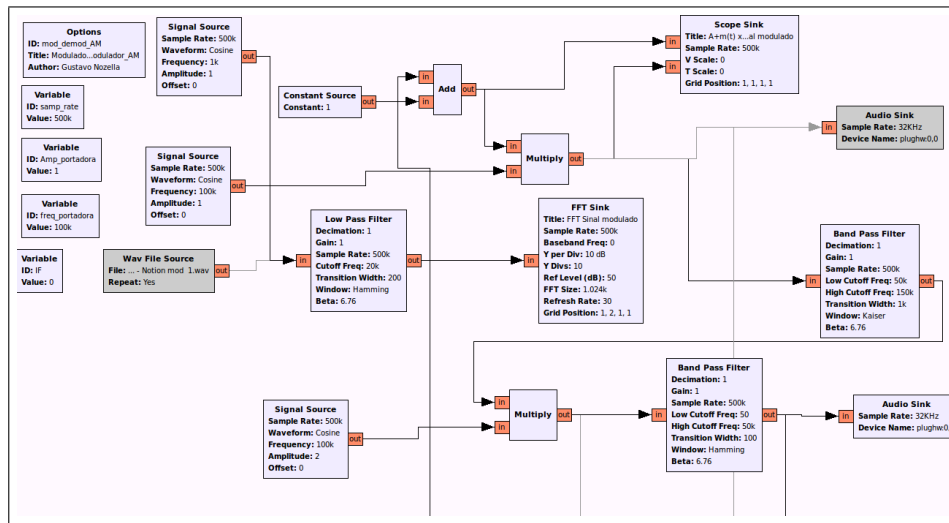 Options
ID: mod_demod_AM
Title: Modulado...odulador_AM
Author: Gustavo Nozella
Variable
ID: samp_rate
Value: 500k
Variable
ID: Amp_portadora
Value: 1
Variable
ID: freq_portadora
Value: 100k
Variable
ID: IF
Value: 0
Signal Source
Sample Rate: 500k
Waveform: Cosine
Frequency: 1k
Amplitude: 1
Offset: 0
out
Constant Source
Constant: 1
out
Signal Source
Sample Rate: 500k
Waveform: Cosine
Frequency: 100k
Amplitude: 1
Offset: 0
out
Wav File Source
File: ... - Notion mod 1.wav
Repeat: Yes
out
in
in
Add
out
in
in
Multiply
out
in
Low Pass Filter
Decimation: 1
Gain: 1
Sample Rate: 500k
Cutoff Freq: 20k
Transition Width: 200
Window: Hamming
Beta: 6.76
out
in
FFT Sink
Title: FFT Sinal modulado
Sample Rate: 500k
Baseband Freq: 0
Y per Div: 10 dB
Y Divs: 10
Ref Level (dB): 50
FFT Size: 1.024k
Refresh Rate: 30
Grid Position: 1, 2, 1, 1
in
in
Scope Sink
Title: A+m(t) x...al modulado
Sample Rate: 500k
V Scale: 0
T Scale: 0
Grid Position: 1, 1, 1, 1
in
Audio Sink
Sample Rate: 32KHz
Device Name: plughw:0,0
in
Band Pass Filter
Decimation: 1
Gain: 1
Sample Rate: 500k
Low Cutoff Freq: 50k
High Cutoff Freq: 150k
Transition Width: 1k
Window: Kaiser
Beta: 6.76
out
Signal Source
Sample Rate: 500k
Waveform: Cosine
Frequency: 100k
Amplitude: 2
Offset: 0
out
in
in
Multiply
out
in
Band Pass Filter
Decimation: 1
Gain: 1
Sample Rate: 500k
Low Cutoff Freq: 50
High Cutoff Freq: 50k
Transition Width: 100
Window: Hamming
Beta: 6.76
out
in
Audio Sink
Sample Rate: 32KHz
Device Name: plughw:0,